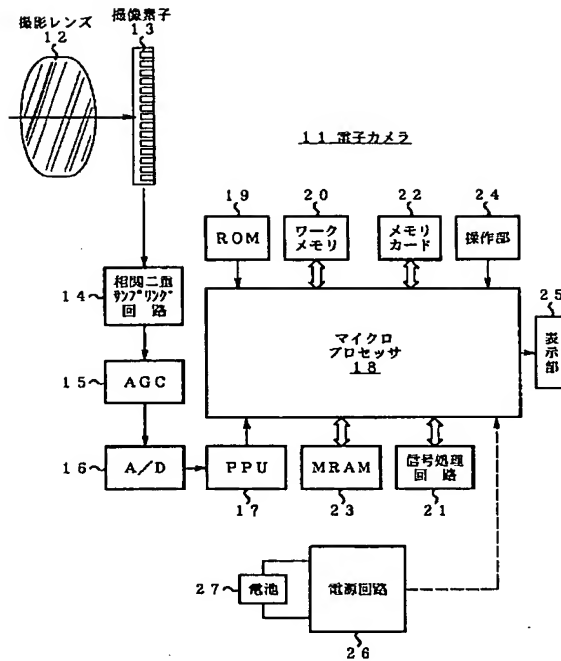 撮影レンズ
12
撮像素子
13
11 電子カメラ
19
ROM
20
ワーク
メモリ
22
メモリ
カード
24
操作部
14
相関二重
サンプリング
回路
25
表示部
マイクロ
プロセッサ
18
15
AGC
16
A/D
PPU
17
MRAM
23
信号処理
回路
21
27
電池
電源回路
26